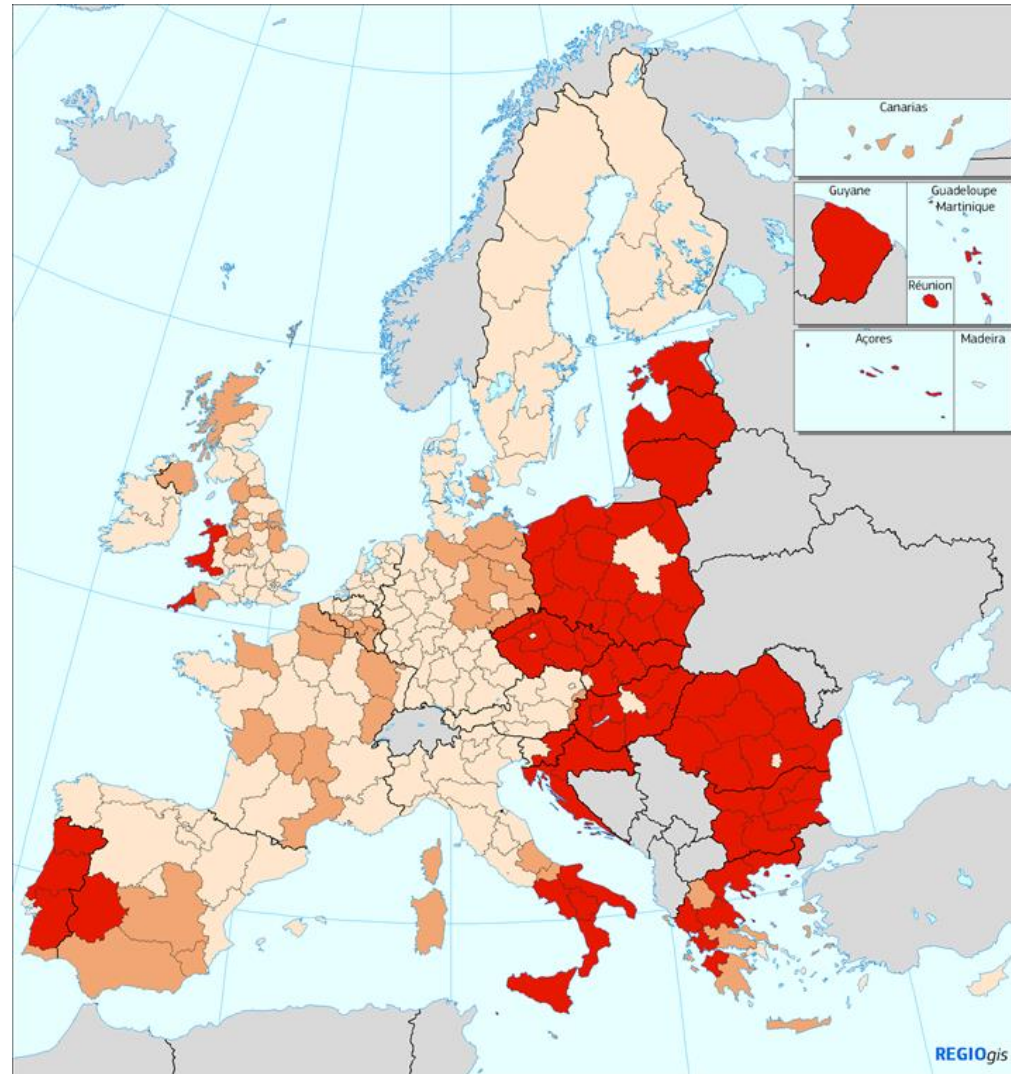 Canarias
Guyane
Guadeloupe
Martinique
Réunion
Açores
Madeira
REGIOgis